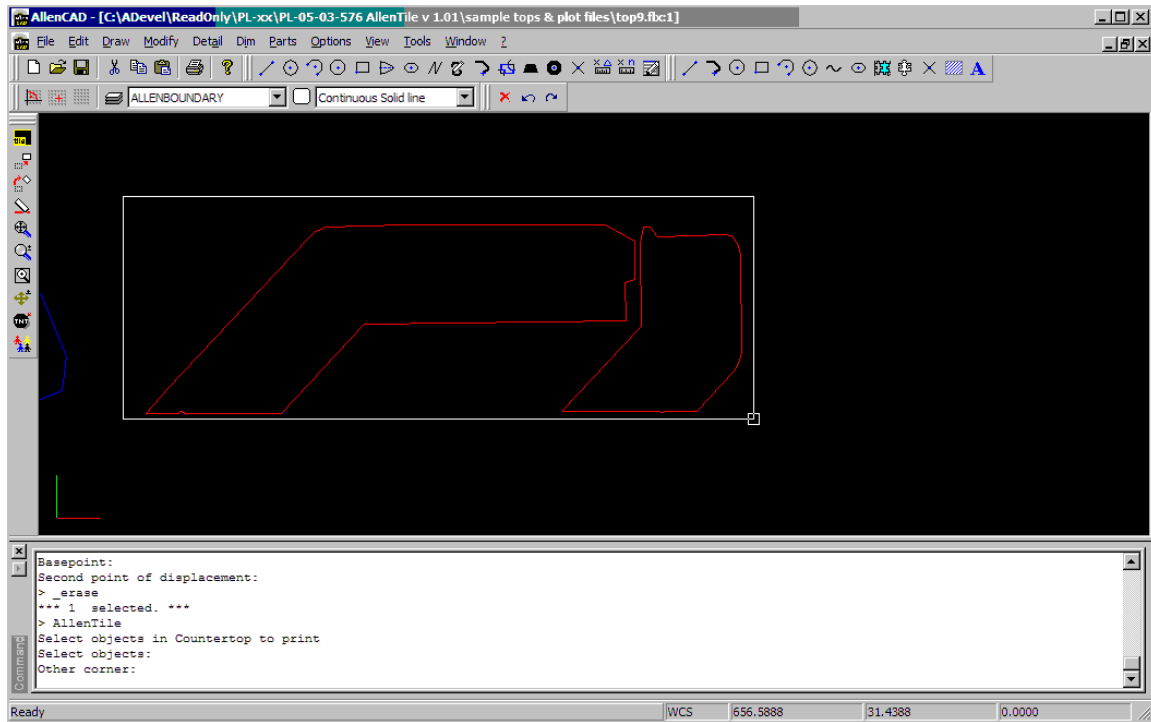 AllenCAD - [C:\ADevel\ReadOnly\PL-xx\PL-05-03-576 AllenTile v 1.01\sample tops & plot files\top9.flx:1]
File Edit Draw Modify Detail Dim Parts Options View Tools Window ?
ALLENBOUNDARY Continuous Solid line
tile
TNT
Basepoint:
Second point of displacement:
> _erase
*** 1 selected. ***
> AllenTile
Select objects in Countertop to print
Select objects:
Other corner:
Command
Ready WCS 656.5888 31.4388 0.0000